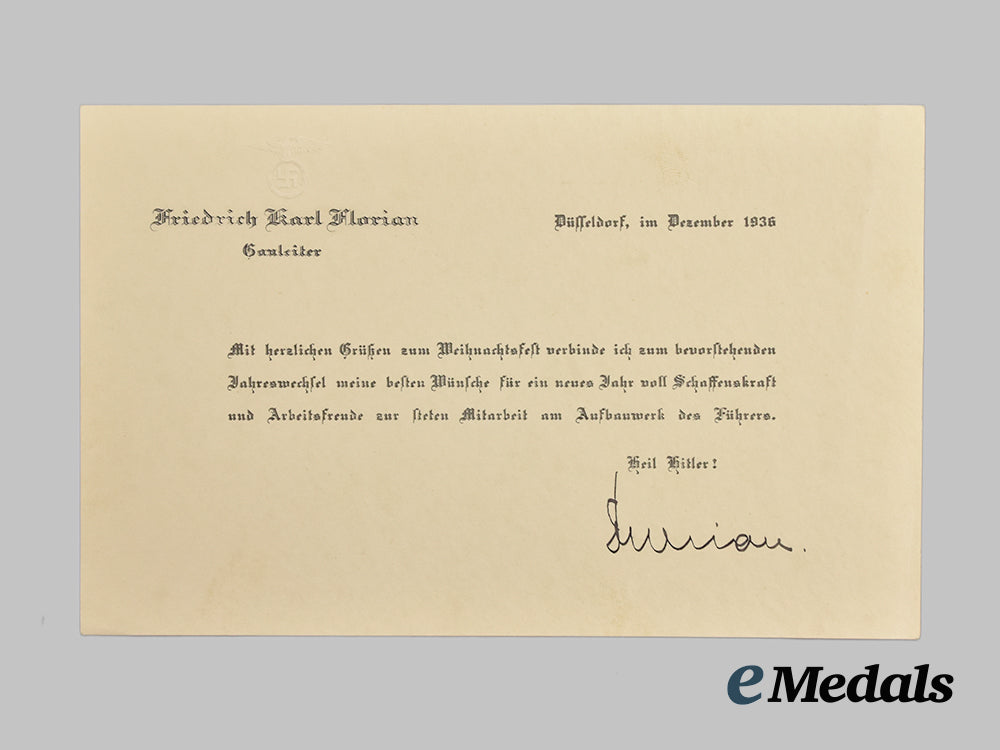 Friedrich Karl Florian
Gauleiter
Düsseldorf, im Dezember 1936
Mit herzlichen Grüßen zum Weihnachtsfest verbinde ich zum bevorstehenden
Jahreswechsel meine besten Wünsche für ein neues Jahr voll Schaffenskraft
und Arbeitsfreude zur steten Mitarbeit am Aufbauwerk des Führers.
Heil Hitler!
Florian.
eMedals